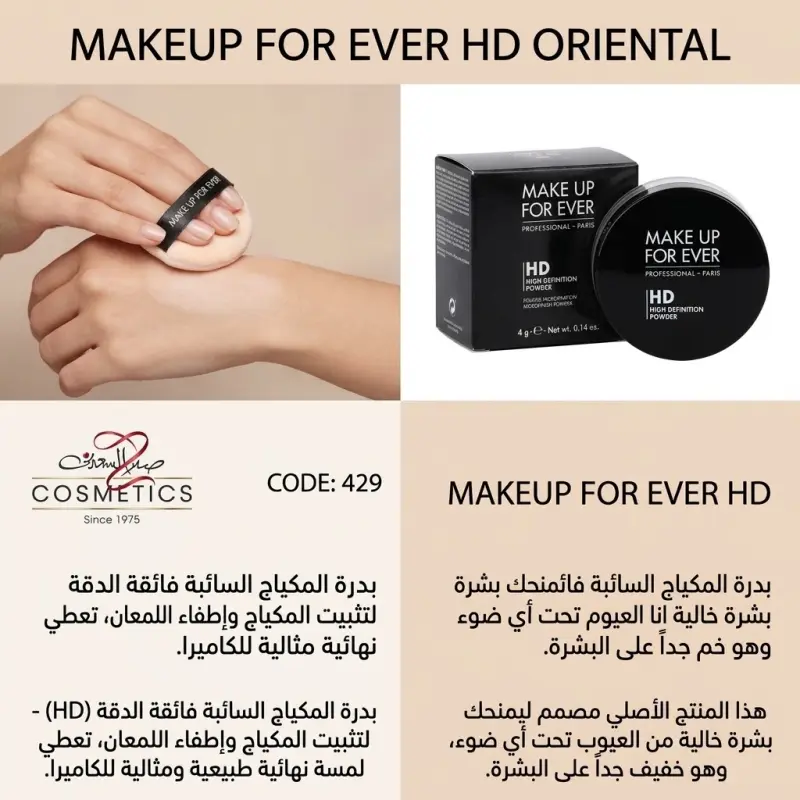 MAKEUP FOR EVER HD ORIENTAL
MAKE UP FOR EVER
MAKE UP
FOR EVER
PROFESSIONAL - PARIS
HD
HIGH DEFINITION
POWDER
4 g - e - Net wt. 0.14 oz.
MAKE UP
FOR EVER
PROFESSIONAL - PARIS
HD
HIGH DEFINITION
POWDER
COSMETICS
Since 1975
CODE: 429
بدرة المكياج السائبة فائقة الدقة
لتثبيت المكياج وإطفاء اللمعان، تعطي
نهائية مثالية للكاميرا.
بدرة المكياج السائبة فائقة الدقة (HD) -
لتثبيت المكياج وإطفاء اللمعان، تعطي
لمسة نهائية طبيعية ومثالية للكاميرا.
MAKEUP FOR EVER HD
بدرة المكياج السائبة فائمنحك بشرة
بشرة خالية انا العيوم تحت أي ضوء
وهو خم جداً على البشرة.
هذا المنتج الأصلي مصمم ليمنحك
بشرة خالية من العيوب تحت أي ضوء،
وهو خفيف جداً على البشرة.